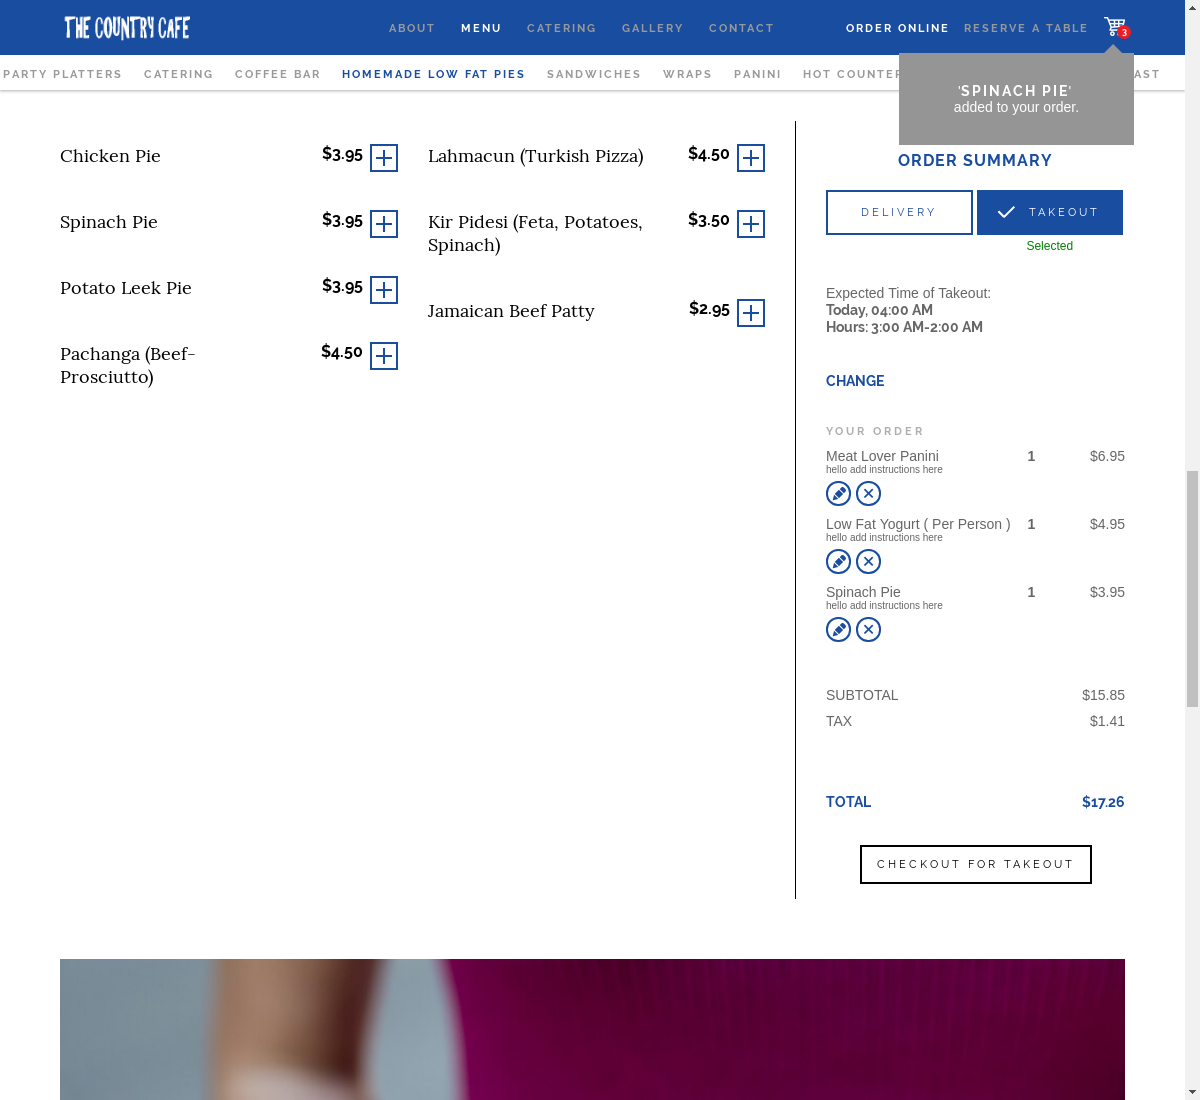 THE COUNTRY CAFE
ABOUT MENU CATERING GALLERY CONTACT ORDER ONLINE RESERVE A TABLE 3
PARTY PLATTERS CATERING COFFEE BAR HOMEMADE LOW FAT PIES SANDWICHES WRAPS PANINI HOT COUNTER
'SPINACH PIE'
added to your order.
Chicken Pie $3.95
Spinach Pie $3.95
Potato Leek Pie $3.95
Pachanga (Beef-
Prosciutto) $4.50
Lahmacun (Turkish Pizza) $4.50
Kir Pidesi (Feta, Potatoes, $3.50
Spinach)
Jamaican Beef Patty $2.95
ORDER SUMMARY
DELIVERY TAKEOUT
Selected
Expected Time of Takeout:
Today, 04:00 AM
Hours: 3:00 AM-2:00 AM
CHANGE
YOUR ORDER
Meat Lover Panini 1 $6.95
hello add instructions here
Low Fat Yogurt ( Per Person ) 1 $4.95
hello add instructions here
Spinach Pie 1 $3.95
hello add instructions here
SUBTOTAL $15.85
TAX $1.41
TOTAL $17.26
CHECKOUT FOR TAKEOUT